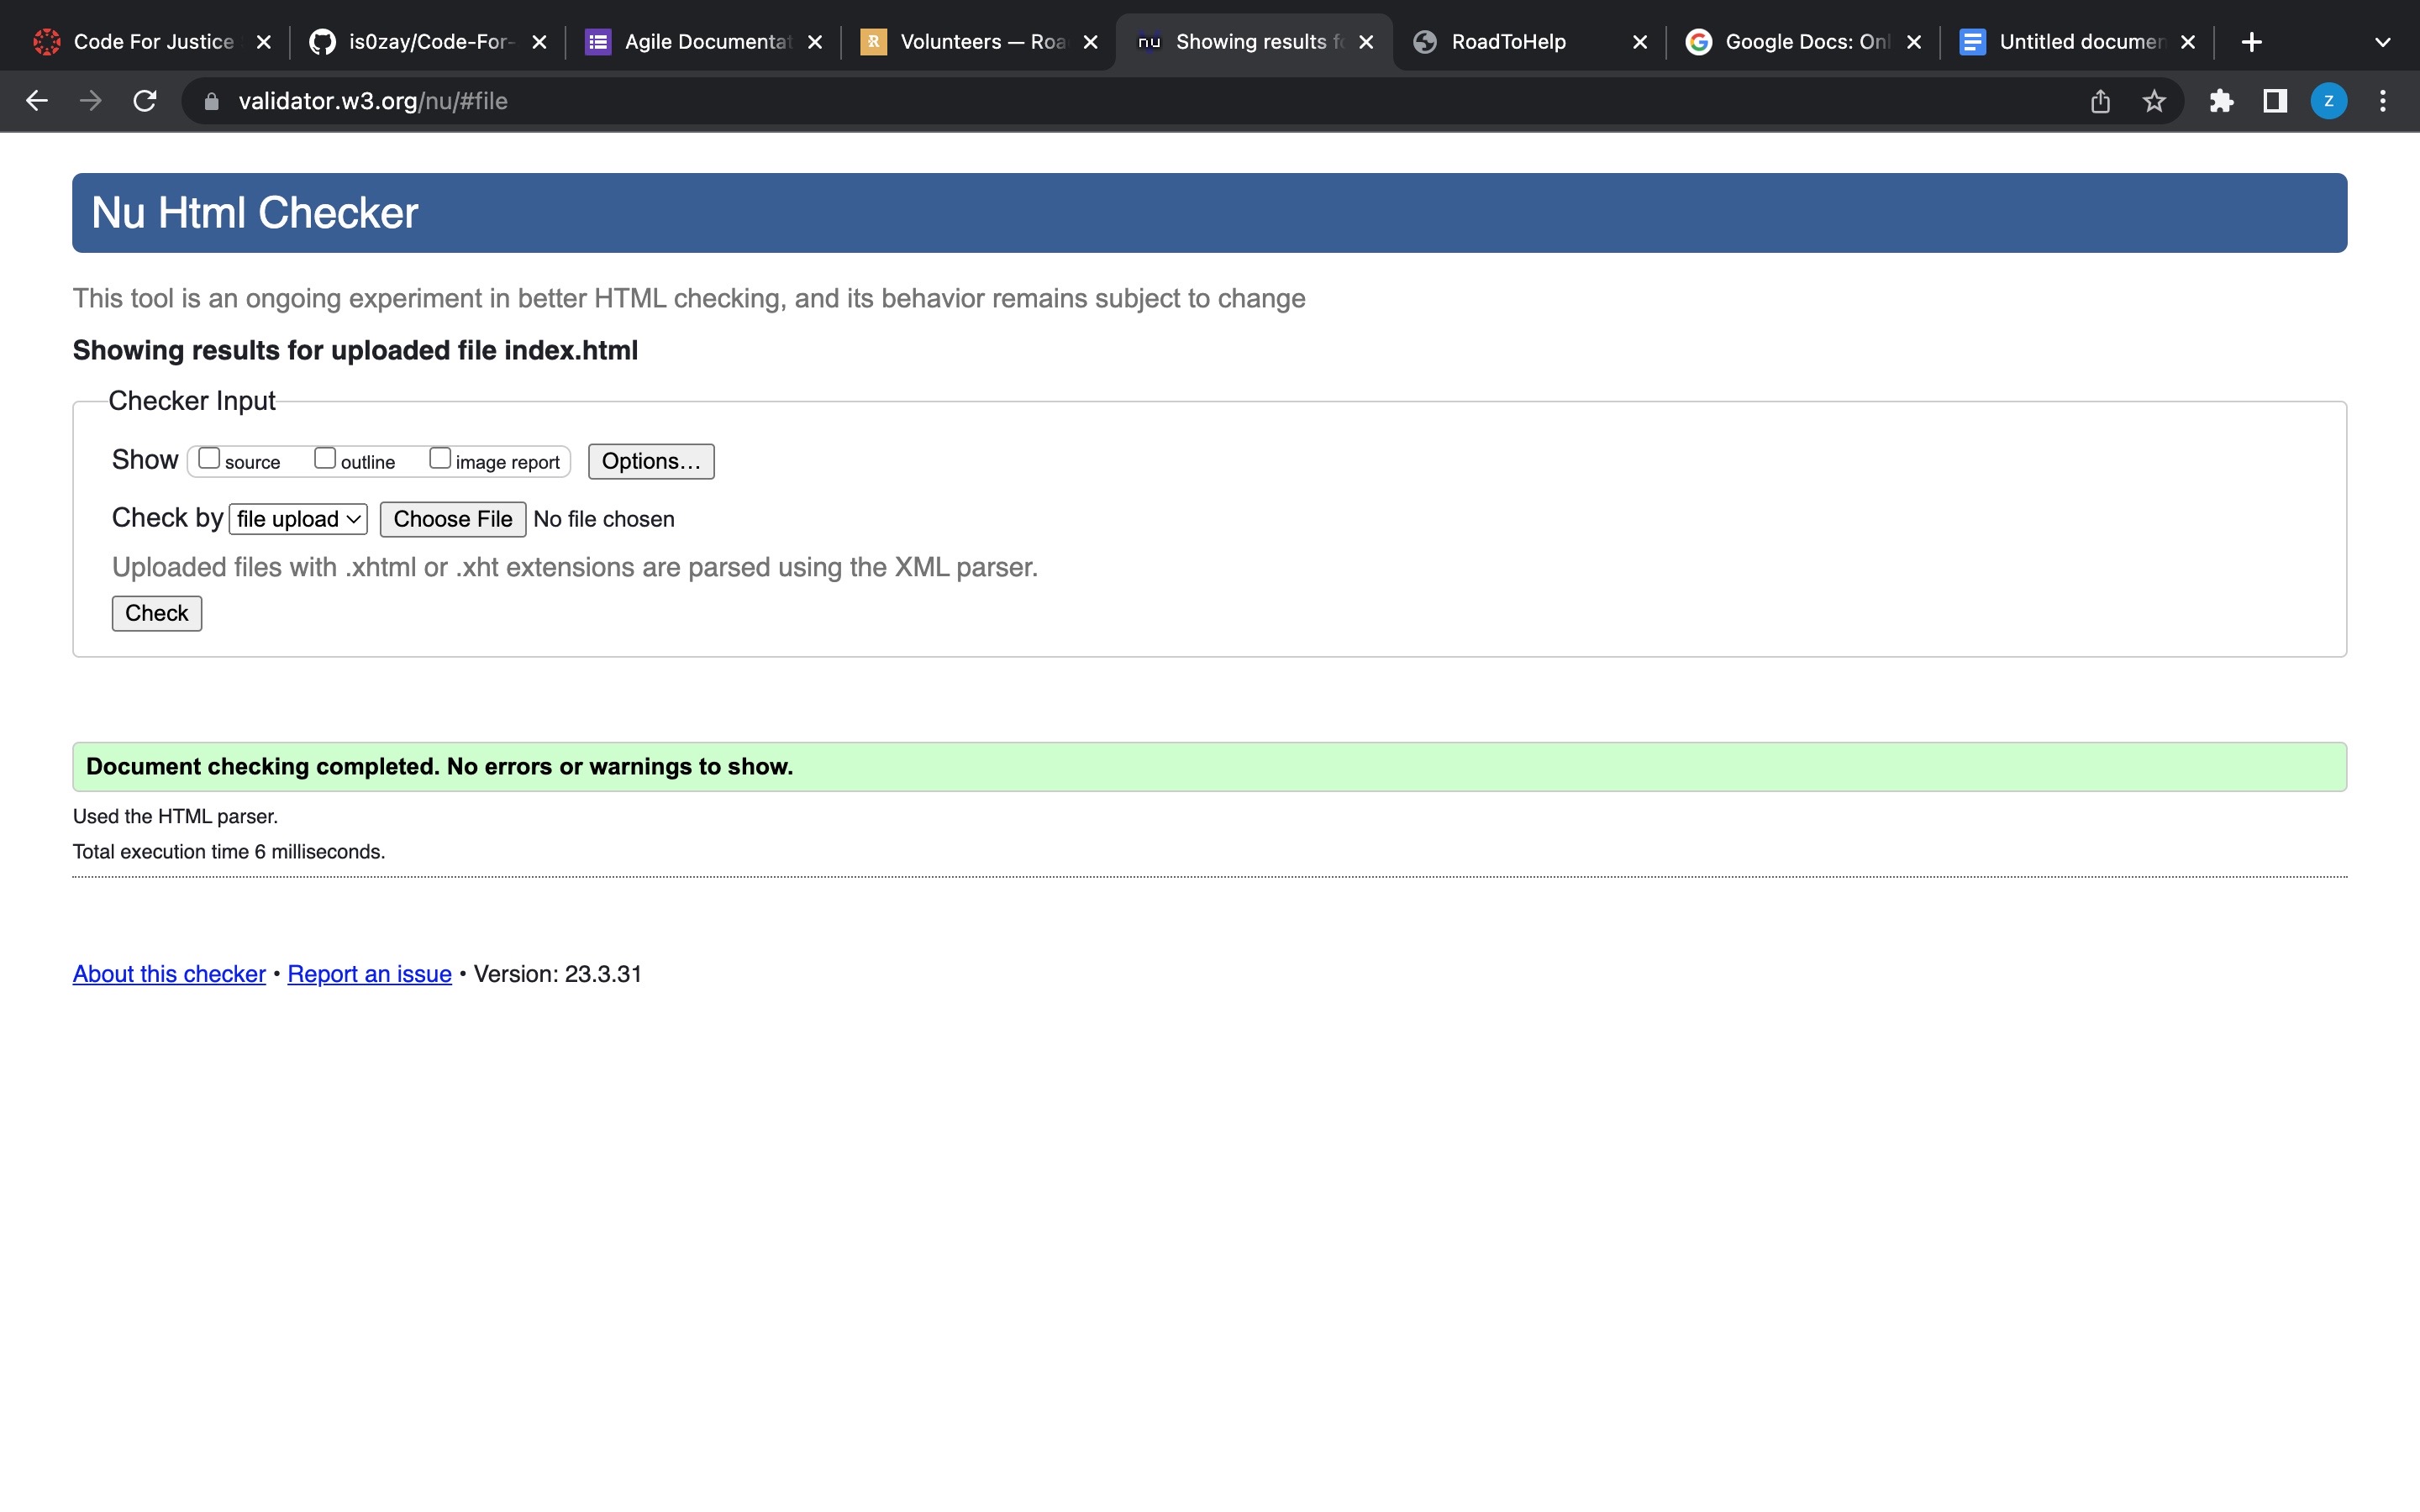 Code For Justice
is0zay/Code-For-
Agile Documentat
Volunteers — Roa
nu Showing results f
RoadToHelp
Google Docs: Onl
Untitled documen
validator.w3.org/nu/#file
Z
Nu Html Checker
This tool is an ongoing experiment in better HTML checking, and its behavior remains subject to change
Showing results for uploaded file index.html
Checker Input
Show source outline image report Options...
Check by file upload Choose File No file chosen
Uploaded files with .xhtml or .xht extensions are parsed using the XML parser.
Check
Document checking completed. No errors or warnings to show.
Used the HTML parser.
Total execution time 6 milliseconds.
About this checker • Report an issue • Version: 23.3.31